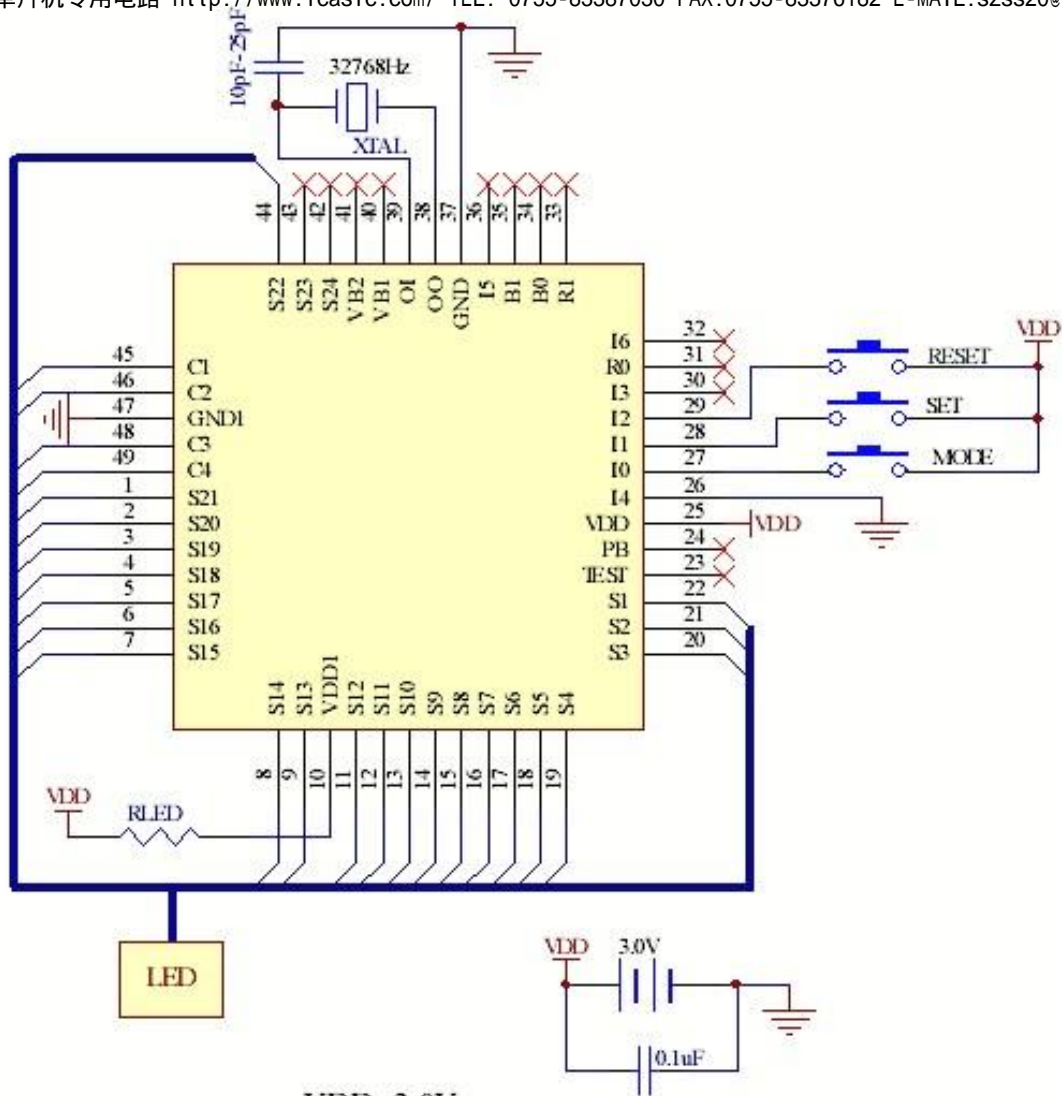 单片机专用电路 http://www.icasic.com/ TEL: 0755-83387030 FAX:0755-83376182 E-MAIL:szss20@
10pF-25pF
32768Hz
XTAL
44 43 42 41 40 39 38 37 36 35 34 33
S22 S23 S24 VB2 VB1 OI OO GND I5 B1 B0 R1
45 C1
46 C2
47 GND1
48 C3
49 C4
1 S21
2 S20
3 S19
4 S18
5 S17
6 S16
7 S15
I6 32
R0 31
I3 30
I2 29
I1 28
I0 27
I4 26
VDD 25 VDD
PB 24
TEST 23
S1 22
S2 21
S3 20
VDD
RESET
SET
MODE
S14 S13 VDD1 S12 S11 S10 S9 S8 S7 S6 S5 S4
8 9 10 11 12 13 14 15 16 17 18 19
VDD
RLED
LED
VDD 3.0V
0.1uF